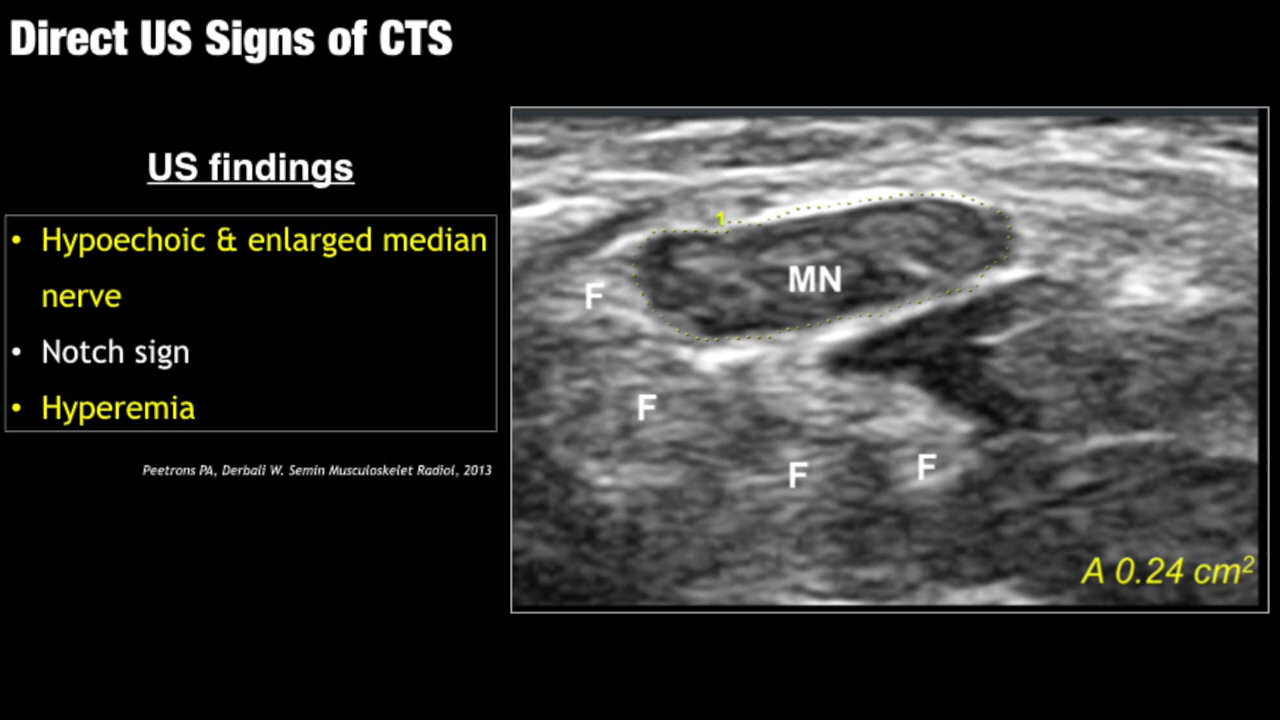 Direct US Signs of CTS
US findings
• Hypoechoic & enlarged median
nerve
• Notch sign
• Hyperemia
Peetrons PA, Derbali W. Semin Musculoskelet Radiol, 2013
1
MN
F
F
F
F
A 0.24 cm²